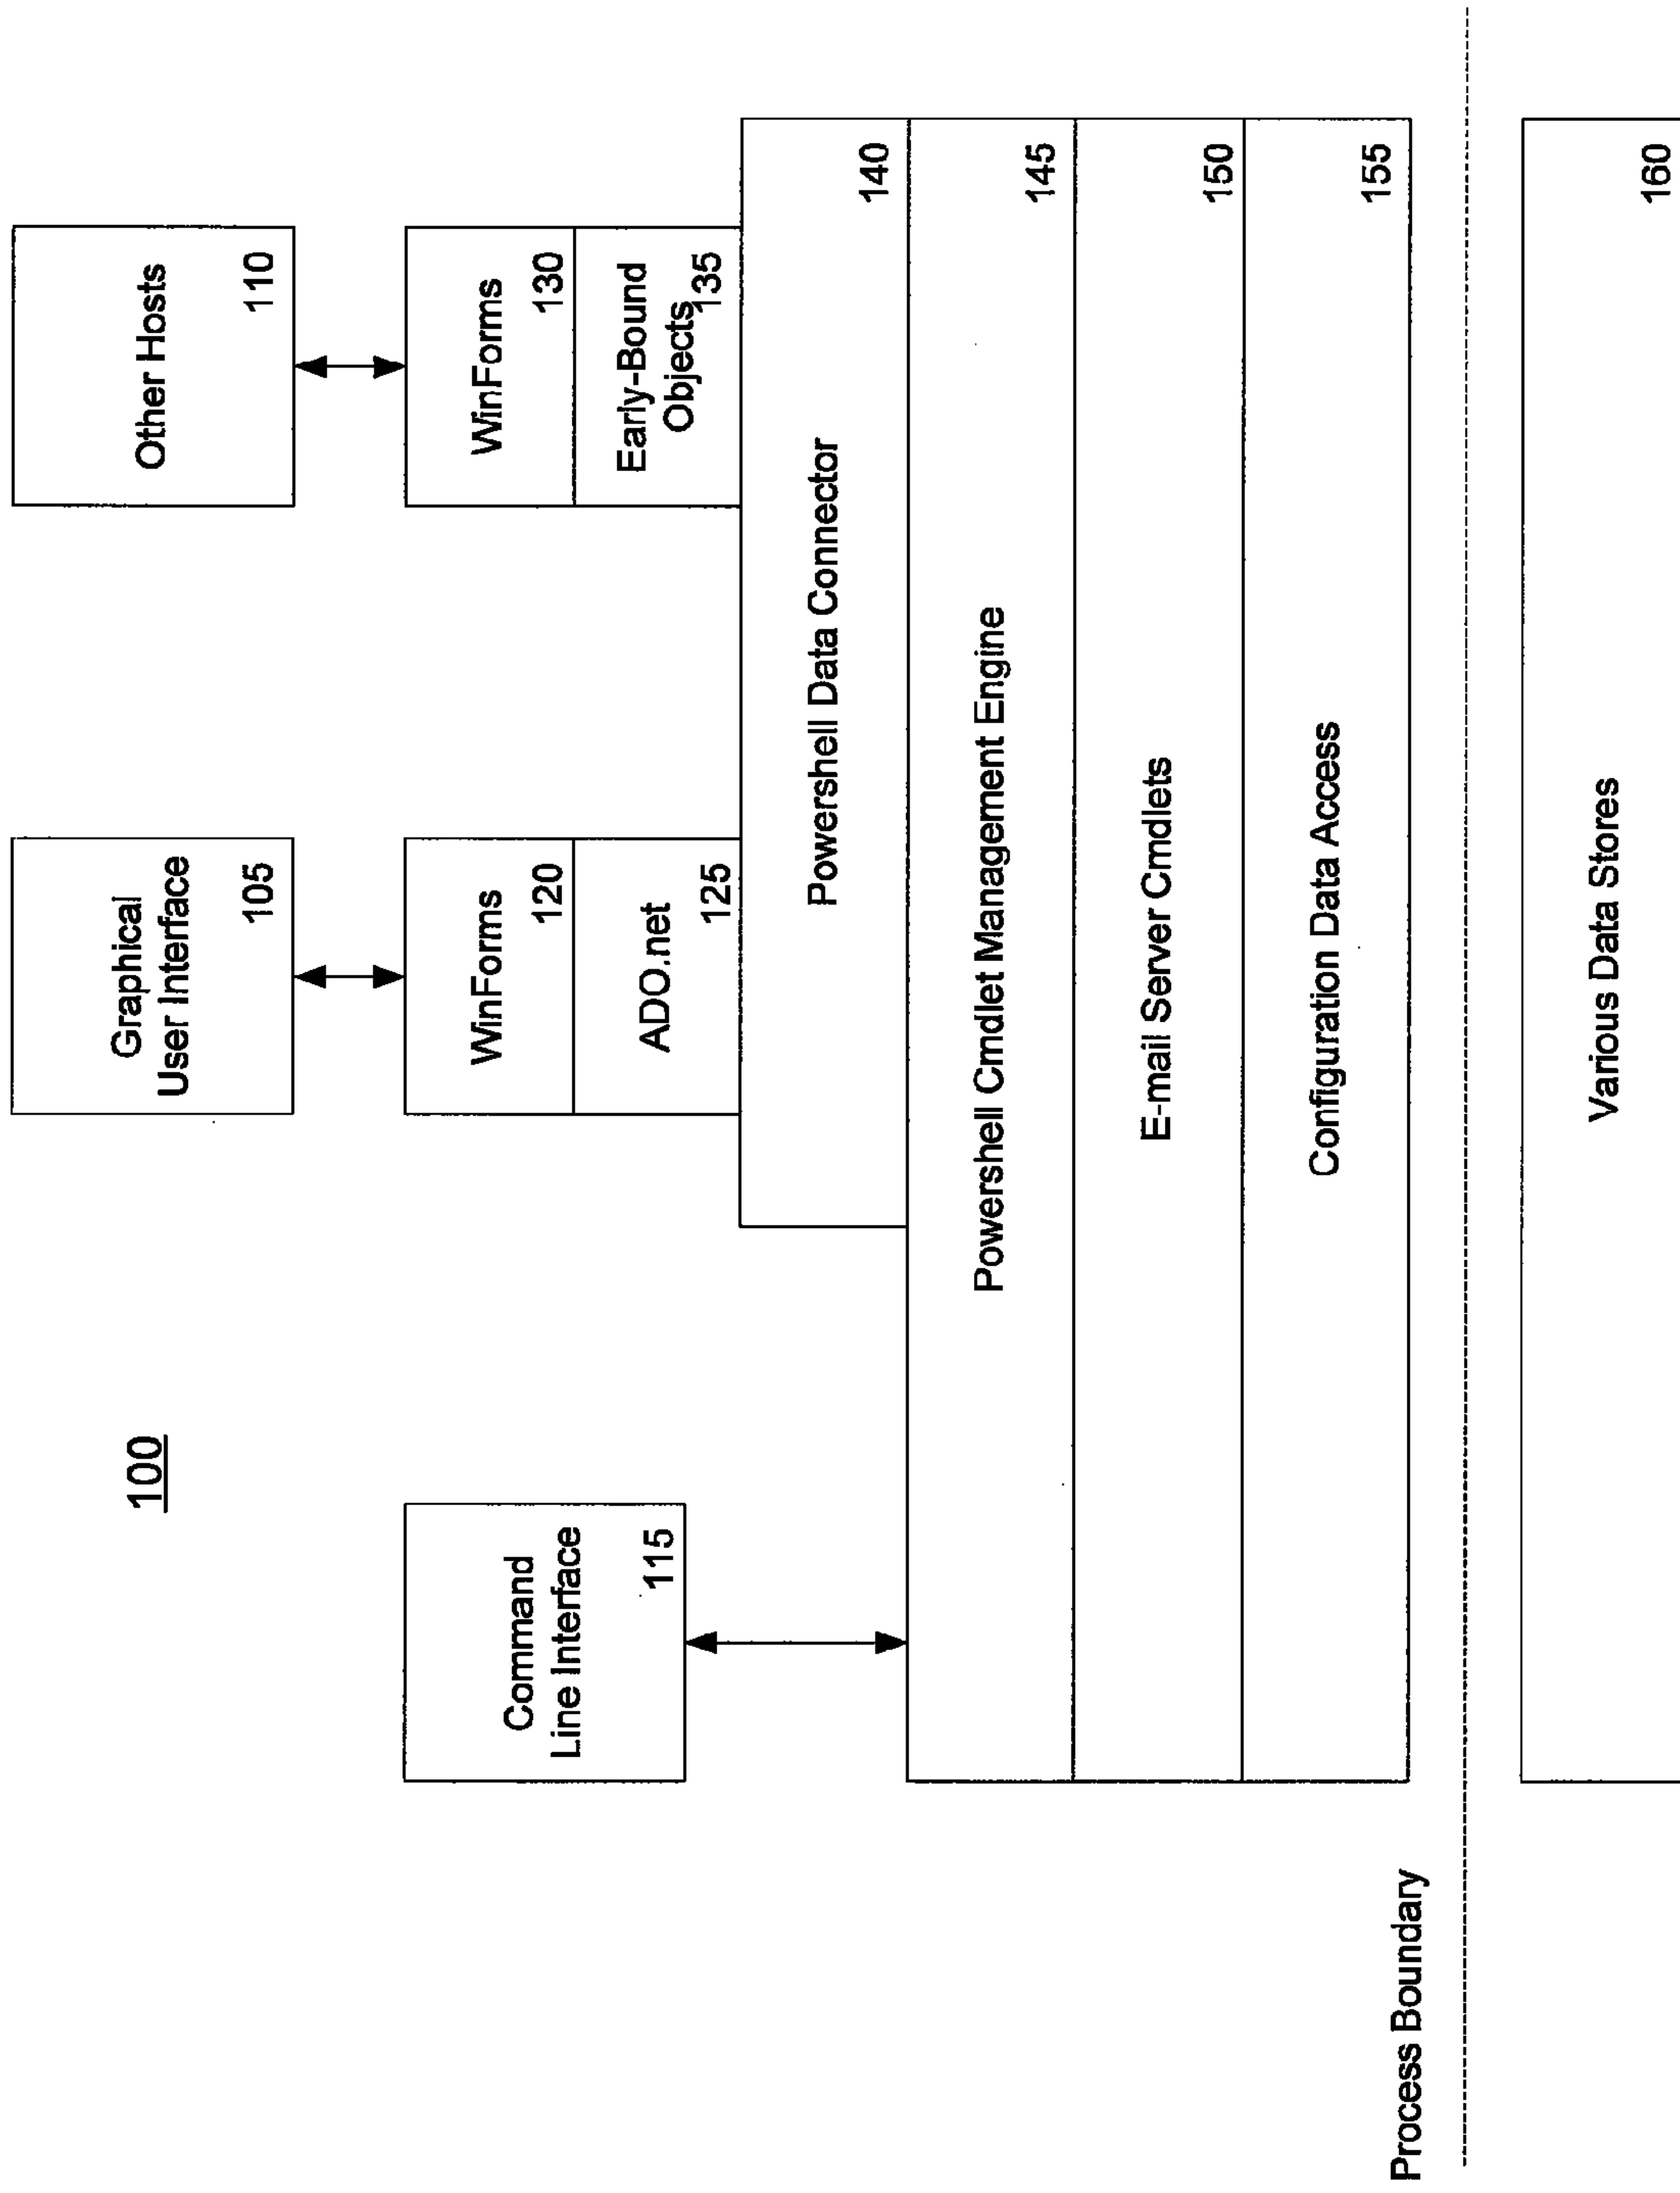 100
Graphical
User Interface
105
Other Hosts
110
Command
Line Interface
115
WinForms
120
ADO.net
125
WinForms
130
Early-Bound
Objects
135
Powershell Data Connector
140
Powershell Cmdlet Management Engine
145
E-mail Server Cmdlets
150
Configuration Data Access
155
Process Boundary
Various Data Stores
160